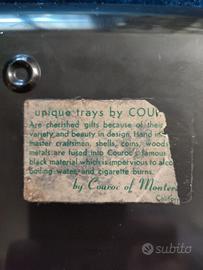 unique trays by COU
Are cherished gifts because of their
variety and beauty in design. Hand in
master craftsmen, shells, coins, woods
metals are fused into Couroc's famous
black material which is impervious to alco
boiling water, and cigarette burns.
by Couroc of Monter
Califor
subito